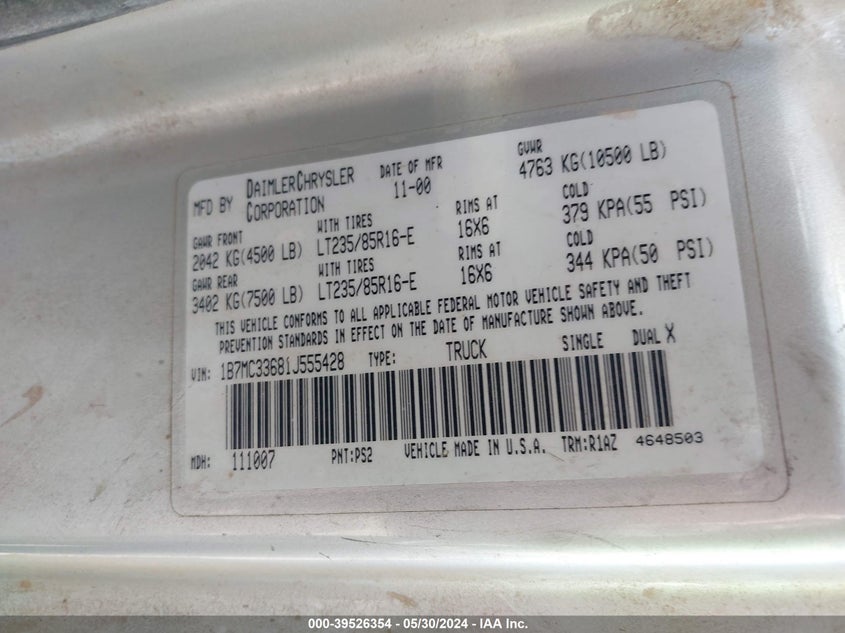 MFD BY DAIMLERCHRYSLER CORPORATION DATE OF MFR 11-00 GVWR 4763 KG(10500 LB)
GAWR FRONT WITH TIRES RIMS AT COLD
2042 KG(4500 LB) LT235/85R16-E 16X6 379 KPA(55 PSI)
GAWR REAR WITH TIRES RIMS AT COLD
3402 KG(7500 LB) LT235/85R16-E 16X6 344 KPA(50 PSI)
THIS VEHICLE CONFORMS TO ALL APPLICABLE FEDERAL MOTOR VEHICLE SAFETY AND THEFT
PREVENTION STANDARDS IN EFFECT ON THE DATE OF MANUFACTURE SHOWN ABOVE.
VIN: 1B7MC33681J555428 TYPE: TRUCK SINGLE DUAL X
MDH: 111007 PNT:PS2 VEHICLE MADE IN U.S.A. TRM:R1AZ 4648503
000-39526354 - 05/30/2024 - IAA Inc.